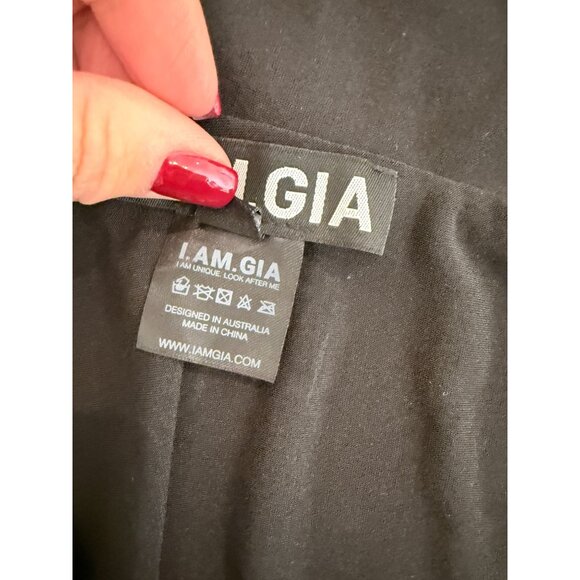 .GIA
I.AM.GIA
I AM UNIQUE. LOOK AFTER ME
DESIGNED IN AUSTRALIA
MADE IN CHINA
WWW.IAMGIA.COM